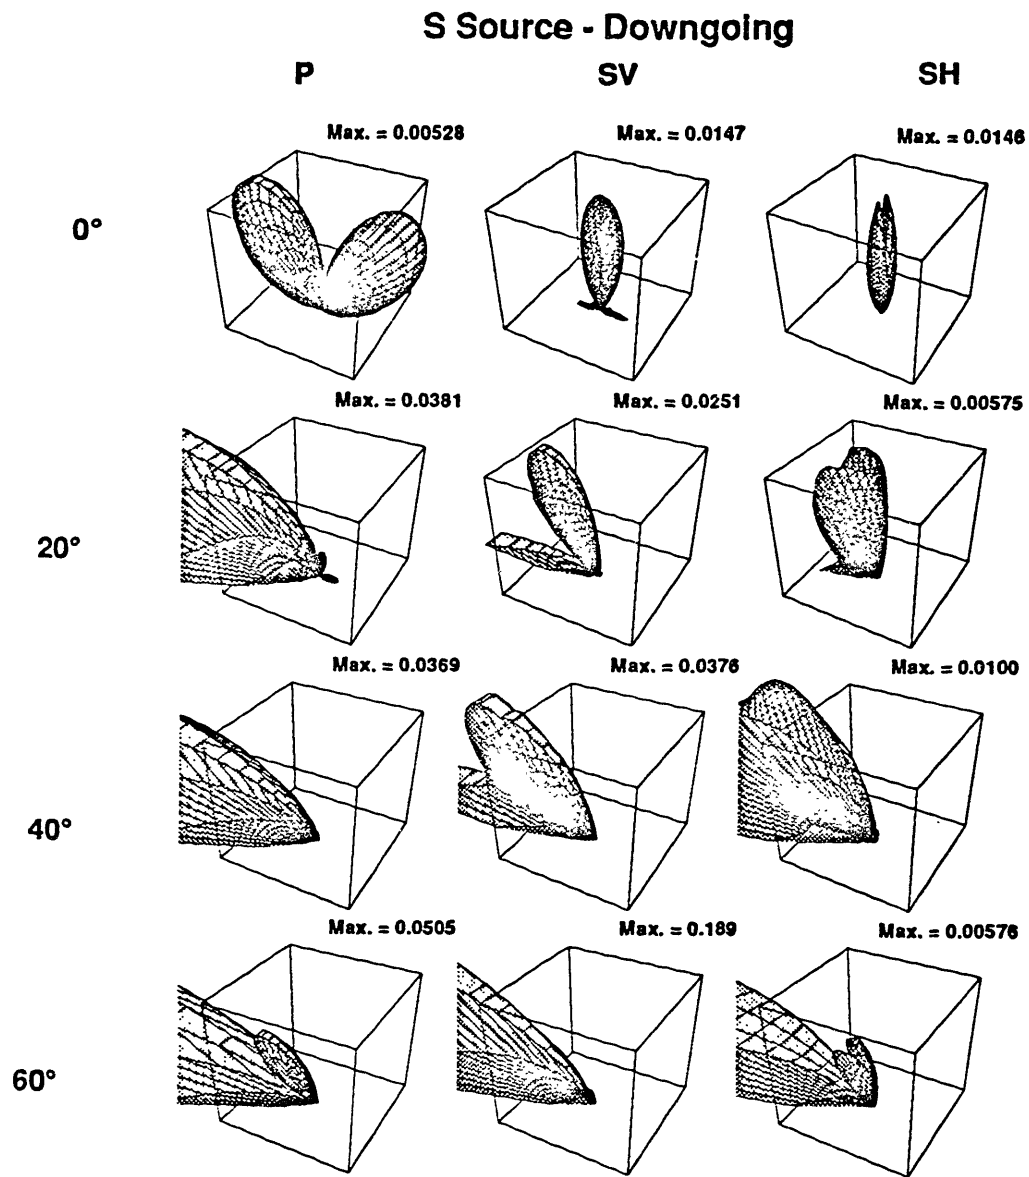 S Source - Downgoing
P SV SH
Max. = 0.00528 Max. = 0.0147 Max. = 0.0146
0°
Max. = 0.0381 Max. = 0.0251 Max. = 0.00575
20°
Max. = 0.0369 Max. = 0.0376 Max. = 0.0100
40°
Max. = 0.0505 Max. = 0.189 Max. = 0.00576
60°